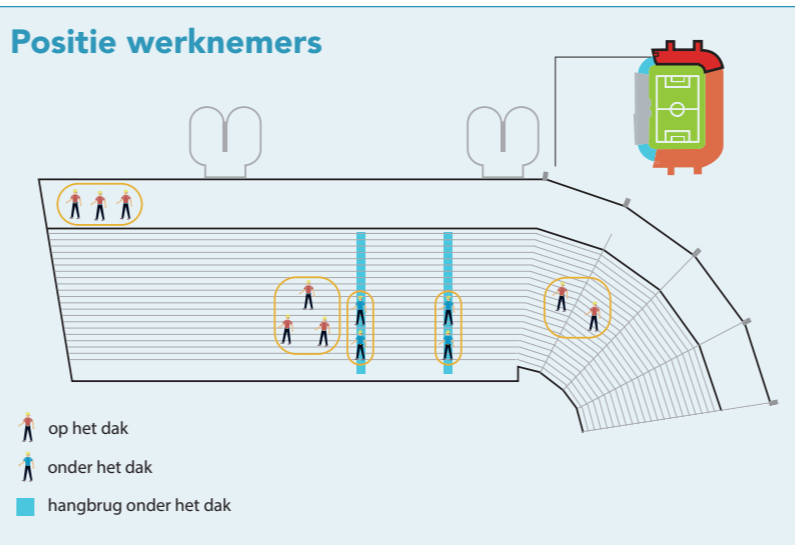 Positie werknemers
op het dak
onder het dak
hangbrug onder het dak